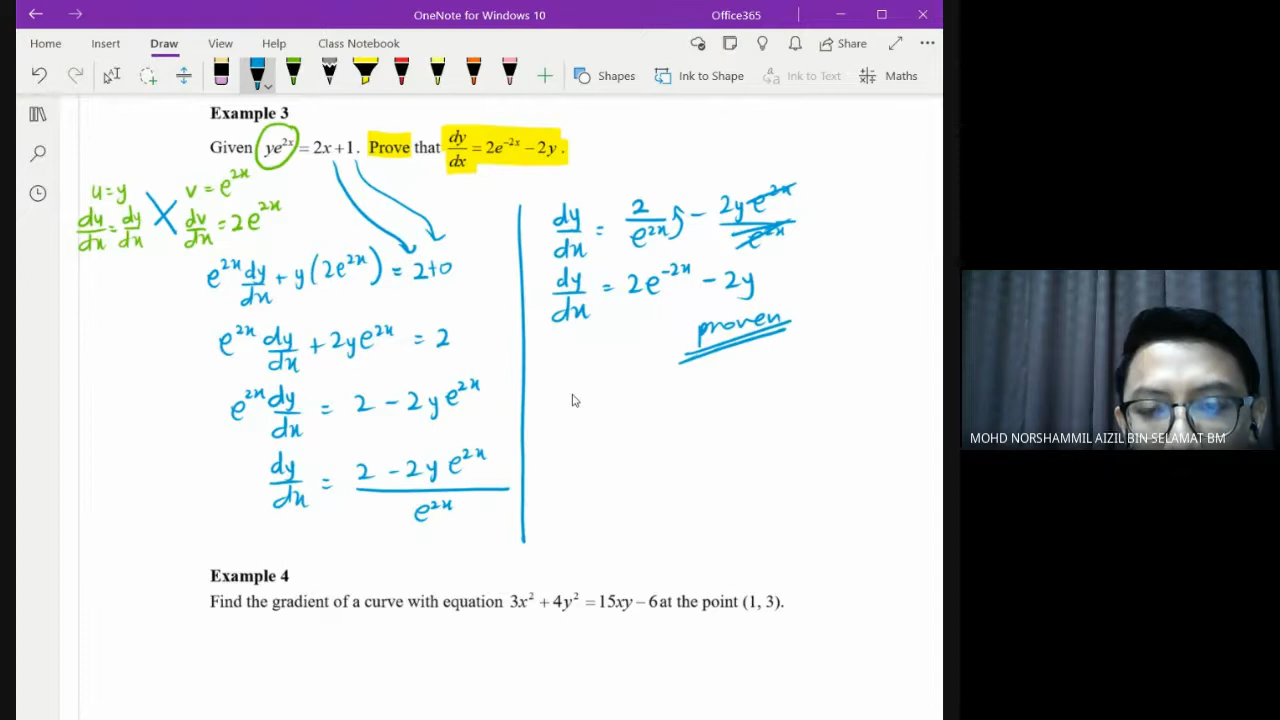 OneNote for Windows 10
Office365
Home Insert Draw View Help Class Notebook Share
Shapes Ink to Shape Ink to Text Maths
Example 3
Given ye^{2x} = 2x + 1. Prove that dy/dx = 2e^{-2x} − 2y.
u = y v = e^{2x}
du/dx = dy/dx dv/dx = 2e^{2x}
e^{2x} dy/dx + y(2e^{2x}) = 2+0
e^{2x} dy/dx + 2ye^{2x} = 2
e^{2x} dy/dx = 2 − 2ye^{2x}
dy/dx = (2 − 2ye^{2x})/e^{2x}
dy/dx = 2/e^{2x} − 2ye^{2x}/e^{2x}
dy/dx = 2e^{-2x} − 2y
proven
Example 4
Find the gradient of a curve with equation 3x² + 4y² = 15xy − 6 at the point (1, 3).
MOHD NORSHAMMIL AIZIL BIN SELAMAT BM